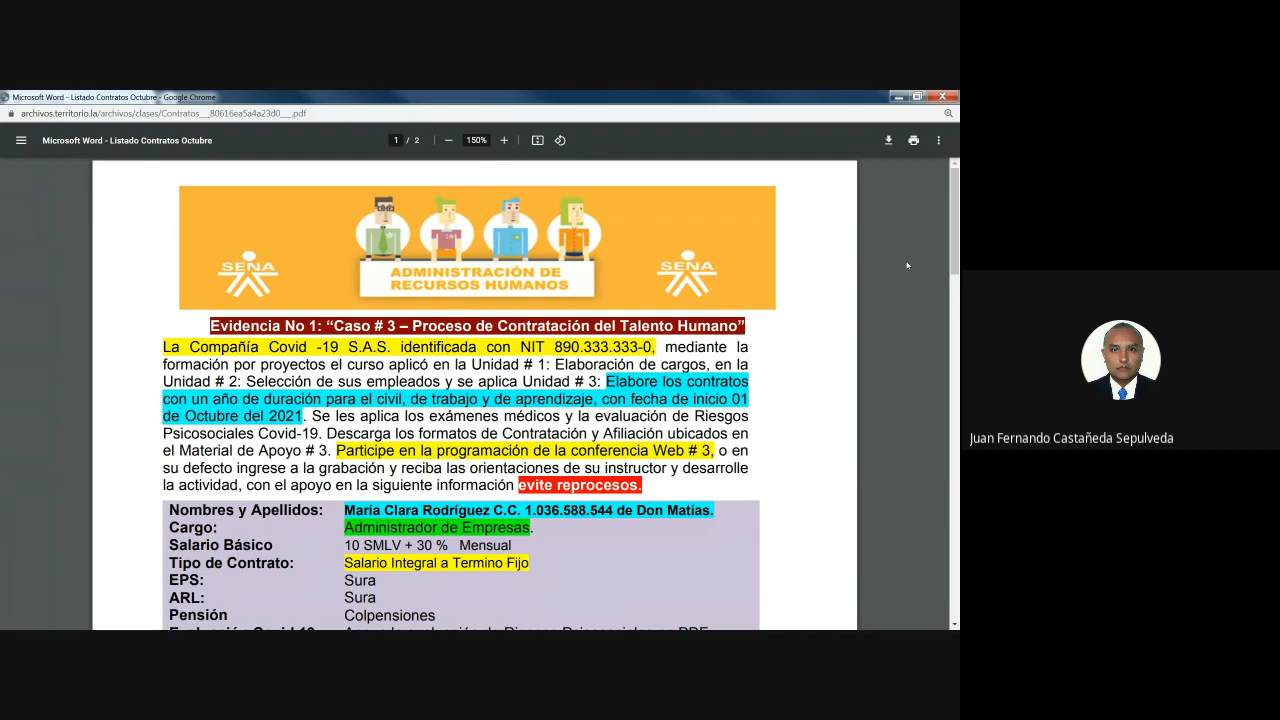 Microsoft Word - Listado Contratos Octubre - Google Chrome
archivos.territorio.la/archivos/clases/Contratos__80616ea5a4a23d0__.pdf
Microsoft Word - Listado Contratos Octubre
1 / 2
150%
SENA
ADMINISTRACIÓN DE
RECURSOS HUMANOS
SENA
Evidencia No 1: “Caso # 3 – Proceso de Contratación del Talento Humano”
La Compañía Covid -19 S.A.S. identificada con NIT 890.333.333-0, mediante la
formación por proyectos el curso aplicó en la Unidad # 1: Elaboración de cargos, en la
Unidad # 2: Selección de sus empleados y se aplica Unidad # 3: Elabore los contratos
con un año de duración para el civil, de trabajo y de aprendizaje, con fecha de inicio 01
de Octubre del 2021. Se les aplica los exámenes médicos y la evaluación de Riesgos
Psicosociales Covid-19. Descarga los formatos de Contratación y Afiliación ubicados en
el Material de Apoyo # 3. Participe en la programación de la conferencia Web # 3, o en
su defecto ingrese a la grabación y reciba las orientaciones de su instructor y desarrolle
la actividad, con el apoyo en la siguiente información evite reprocesos.
Nombres y Apellidos: María Clara Rodríguez C.C. 1.036.588.544 de Don Matías.
Cargo: Administrador de Empresas.
Salario Básico 10 SMLV + 30 % Mensual
Tipo de Contrato: Salario Integral a Termino Fijo
EPS: Sura
ARL: Sura
Pensión Colpensiones
Juan Fernando Castañeda Sepulveda